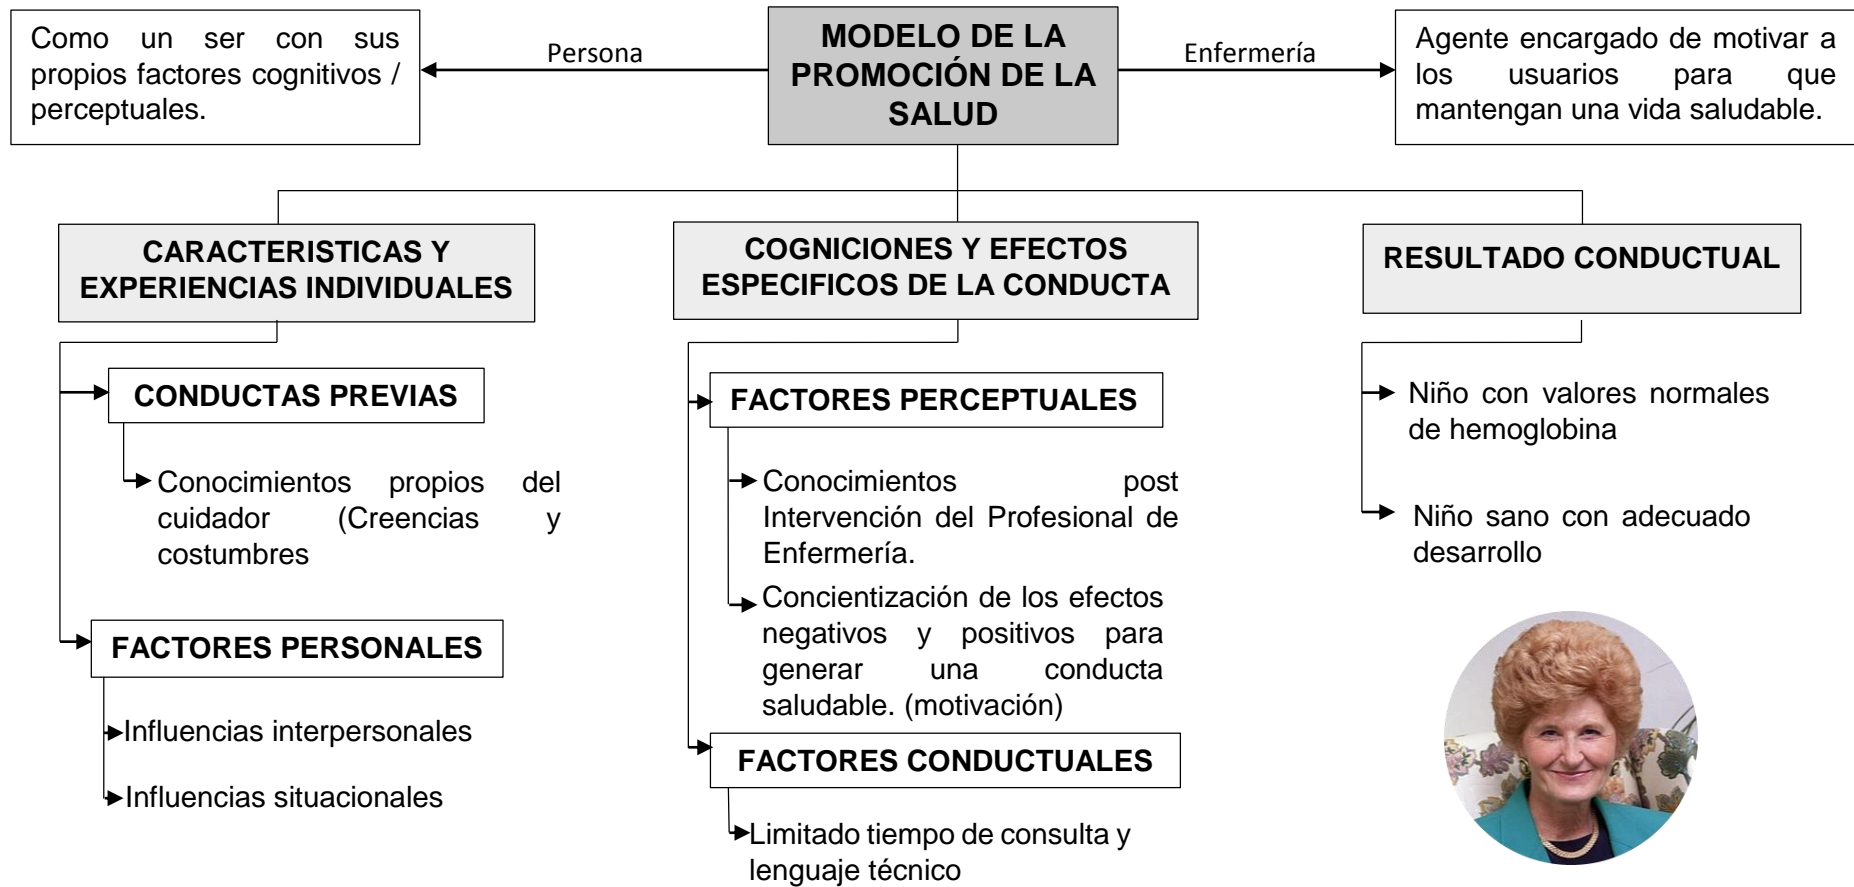 Como un ser con sus
propios factores cognitivos /
perceptuales.
Persona
MODELO DE LA
PROMOCIÓN DE LA
SALUD
Enfermería
Agente encargado de motivar a
los usuarios para que
mantengan una vida saludable.
CARACTERISTICAS Y
EXPERIENCIAS INDIVIDUALES
CONDUCTAS PREVIAS
Conocimientos propios del
cuidador (Creencias y
costumbres
FACTORES PERSONALES
Influencias interpersonales
Influencias situacionales
COGNICIONES Y EFECTOS
ESPECIFICOS DE LA CONDUCTA
FACTORES PERCEPTUALES
Conocimientos post
Intervención del Profesional de
Enfermería.
Concientización de los efectos
negativos y positivos para
generar una conducta
saludable. (motivación)
FACTORES CONDUCTUALES
Limitado tiempo de consulta y
lenguaje técnico
RESULTADO CONDUCTUAL
Niño con valores normales
de hemoglobina
Niño sano con adecuado
desarrollo